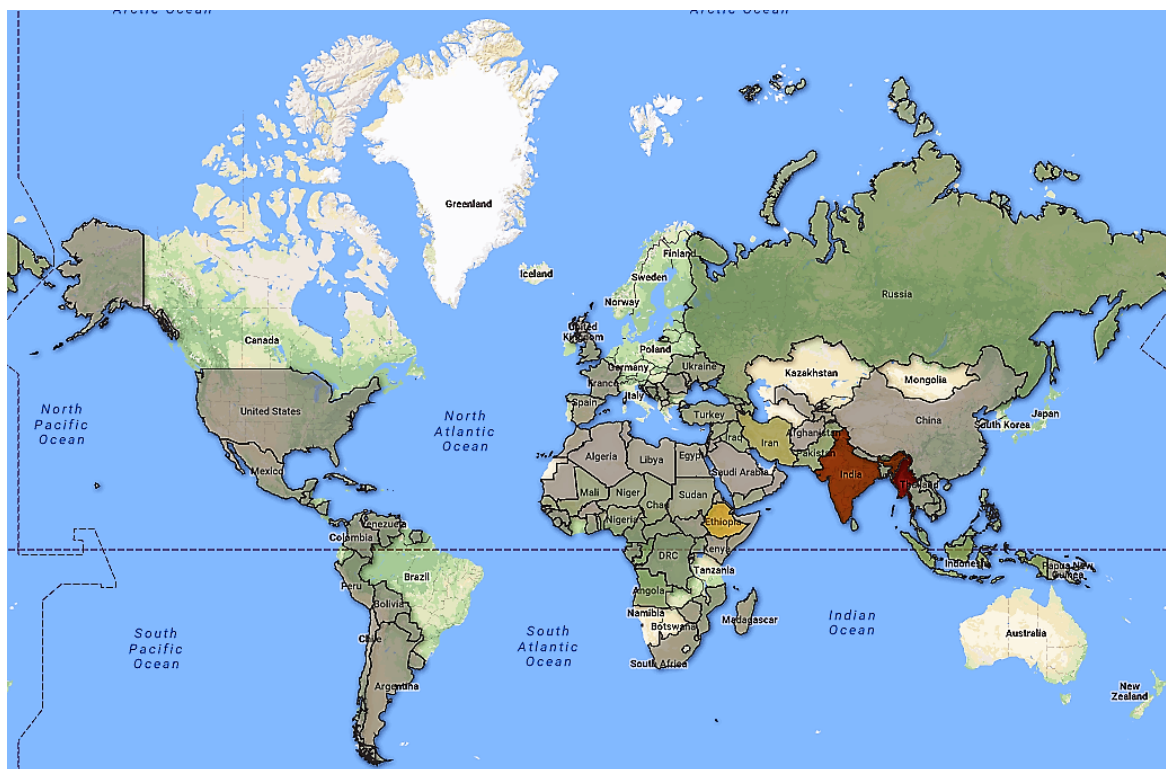 Arctic Ocean
Arctic Ocean
Greenland
Iceland
Finland
Sweden
Norway
Russia
Canada
United
Kingdom
Poland
Germany
Ukraine
France
Kazakhstan
Mongolia
Italy
Spain
United States
North
Pacific
Ocean
North
Atlantic
Ocean
Turkey
China
Japan
South Korea
Iraq
Iran
Afghanistan
Pakistan
Algeria
Libya
Egypt
Saudi Arabia
India
Thailand
Mexico
Mali
Niger
Chad
Sudan
Nigeria
Ethiopia
Venezuela
Colombia
DRC
Kenya
Tanzania
Indonesia
Papua New
Guinea
Brazil
Peru
Bolivia
Angola
Namibia
Botswana
Madagascar
Indian
Ocean
Australia
South
Pacific
Ocean
Chile
South
Atlantic
Ocean
South Africa
Argentina
New
Zealand